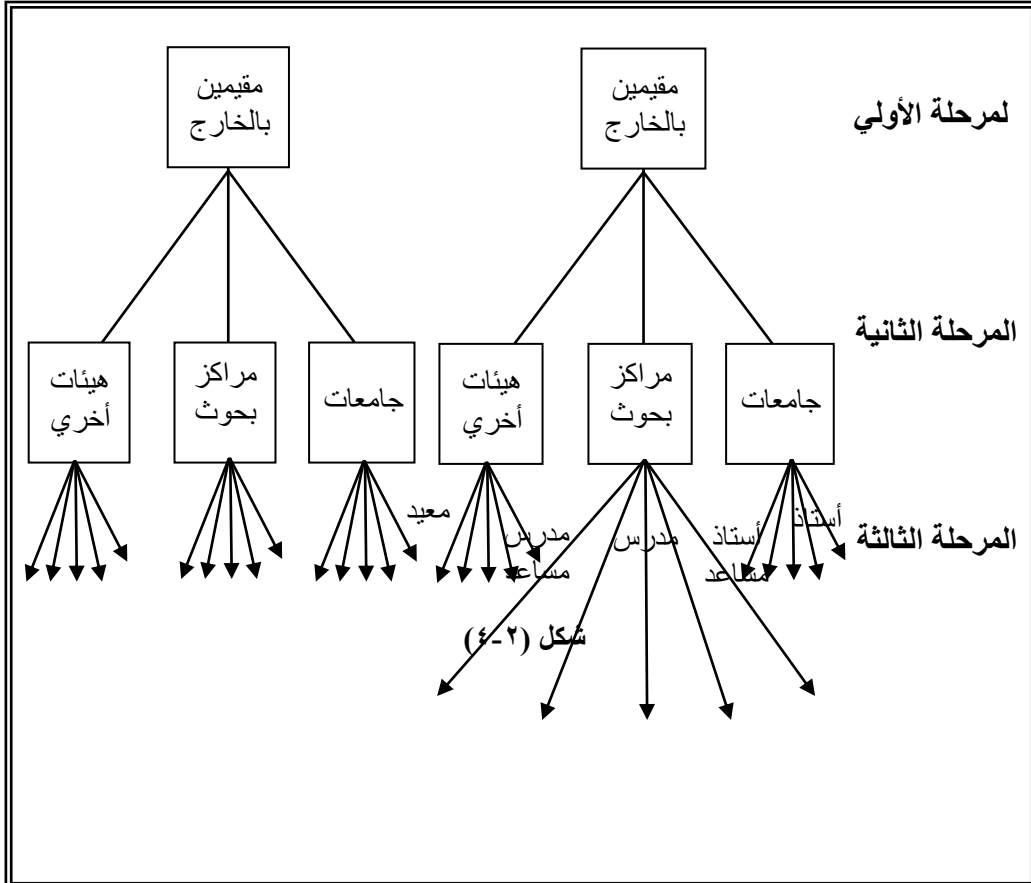 لمرحلة الأولي
مقيمين
بالخارج
مقيمين
بالخارج
المرحلة الثانية
جامعات
مراكز
بحوث
هيئات
أخري
جامعات
مراكز
بحوث
هيئات
أخري
المرحلة الثالثة
أستاذ
أستاذ
مساعد
مدرس
مدرس
مساعد
معيد
شكل (٢-٤)